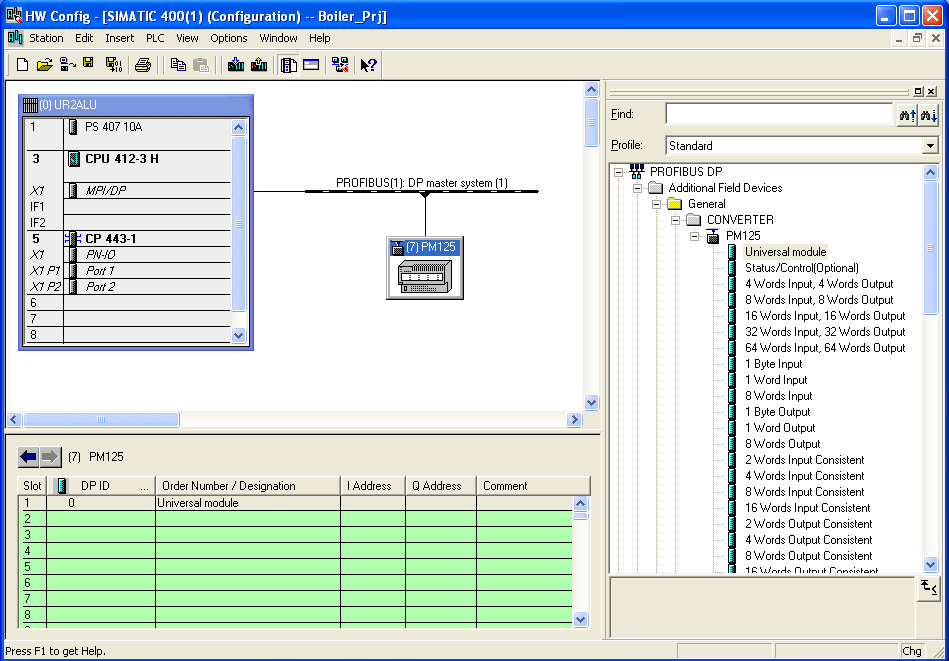 HW Config - [SIMATIC 400(1) (Configuration) -- Boiler_Prj]
Station Edit Insert PLC View Options Window Help
(0) UR2ALU
1 PS 407 10A
3 CPU 412-3 H
X1 MPI/DP
IF1
IF2
5 CP 443-1
X1 PN-IO
X1 P1 Port 1
X1 P2 Port 2
6
7
8
PROFIBUS(1): DP master system (1)
(7) PM125
Find:
Profile: Standard
PROFIBUS DP
Additional Field Devices
General
CONVERTER
PM125
Universal module
Status/Control(Optional)
4 Words Input, 4 Words Output
8 Words Input, 8 Words Output
16 Words Input, 16 Words Output
32 Words Input, 32 Words Output
64 Words Input, 64 Words Output
1 Byte Input
1 Word Input
8 Words Input
1 Byte Output
1 Word Output
8 Words Output
2 Words Input Consistent
4 Words Input Consistent
8 Words Input Consistent
16 Words Input Consistent
2 Words Output Consistent
4 Words Output Consistent
8 Words Output Consistent
16 Words Output Consistent
(7) PM125
Slot DP ID ... Order Number / Designation I Address Q Address Comment
1 0 Universal module
2
3
4
5
6
7
8
Press F1 to get Help.
Chg